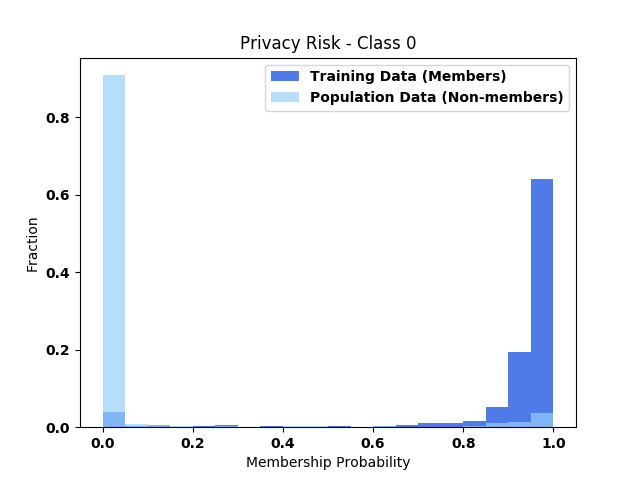 Privacy Risk - Class 0
Training Data (Members)
Population Data (Non-members)
Fraction
0.8
0.6
0.4
0.2
0.0
0.0 0.2 0.4 0.6 0.8 1.0
Membership Probability